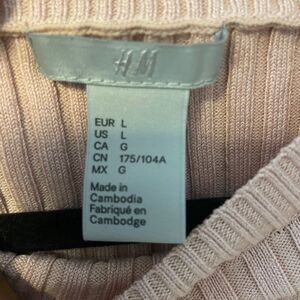 H&M
EUR L
US L
CA G
CN 175/104A
MX G
Made in
Cambodia
Fabriqué en
Cambodge